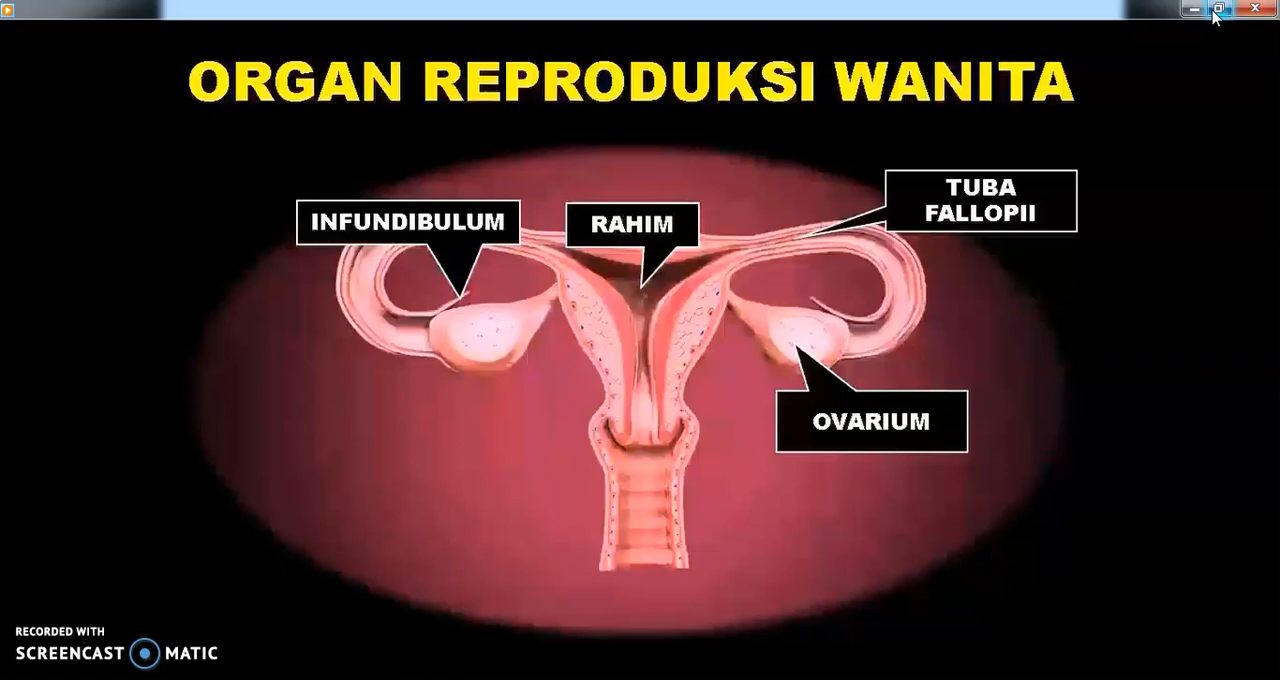 ORGAN REPRODUKSI WANITA
TUBA
FALLOPII
INFUNDIBULUM
RAHIM
OVARIUM
RECORDED WITH
SCREENCAST MATIC